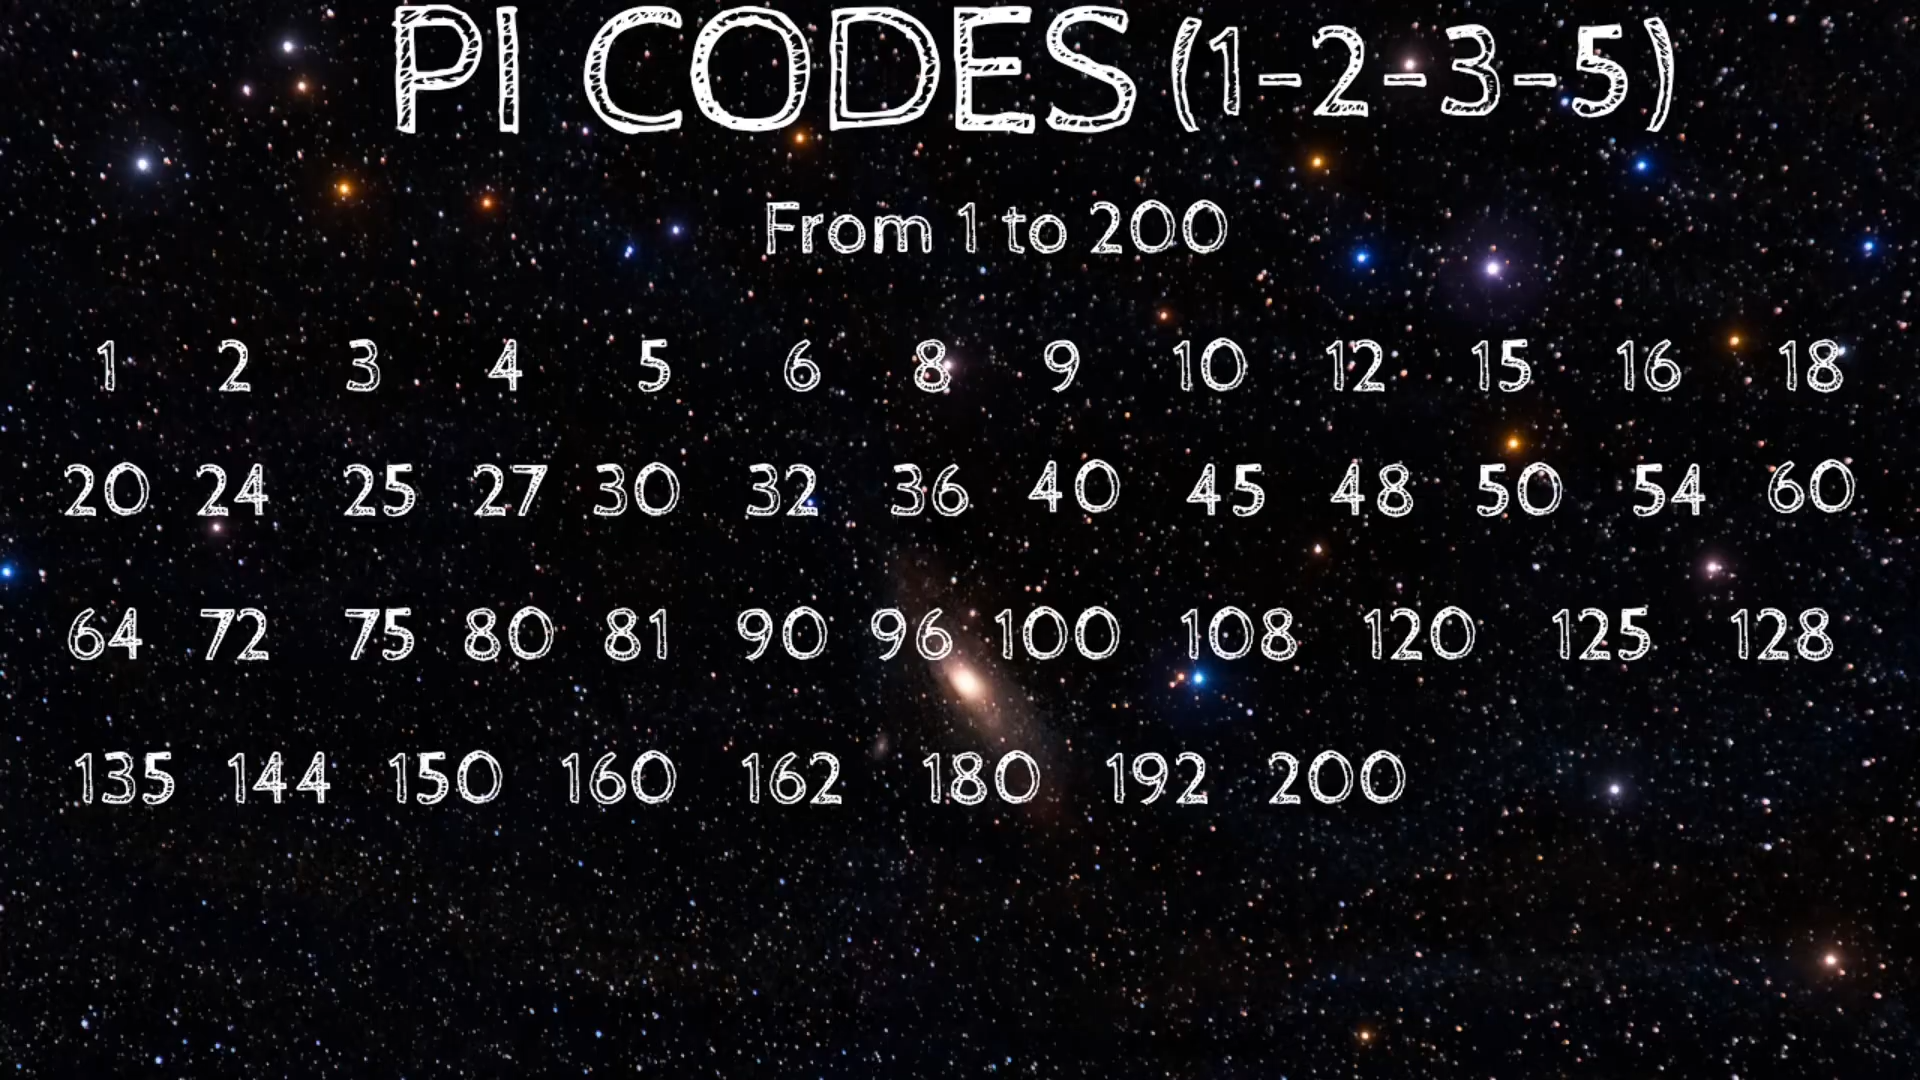 PI CODES (1-2-3-5)
From 1 to 200
1 2 3 4 5 6 8 9 10 12 15 16 18
20 24 25 27 30 32 36 40 45 48 50 54 60
64 72 75 80 81 90 96 100 108 120 125 128
135 144 150 160 162 180 192 200